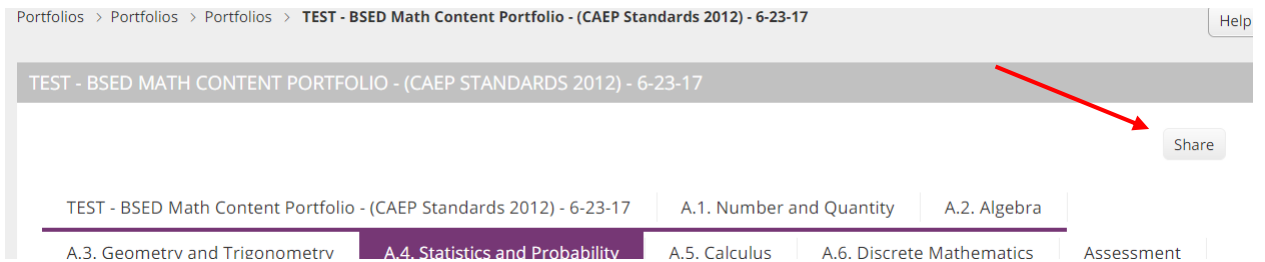 Portfolios > Portfolios > Portfolios > TEST - BSED Math Content Portfolio - (CAEP Standards 2012) - 6-23-17
Help
TEST - BSED MATH CONTENT PORTFOLIO - (CAEP STANDARDS 2012) - 6-23-17
Share
TEST - BSED Math Content Portfolio - (CAEP Standards 2012) - 6-23-17 A.1. Number and Quantity A.2. Algebra
A.3. Geometry and Trigonometry A.4. Statistics and Probability A.5. Calculus A.6. Discrete Mathematics Assessment